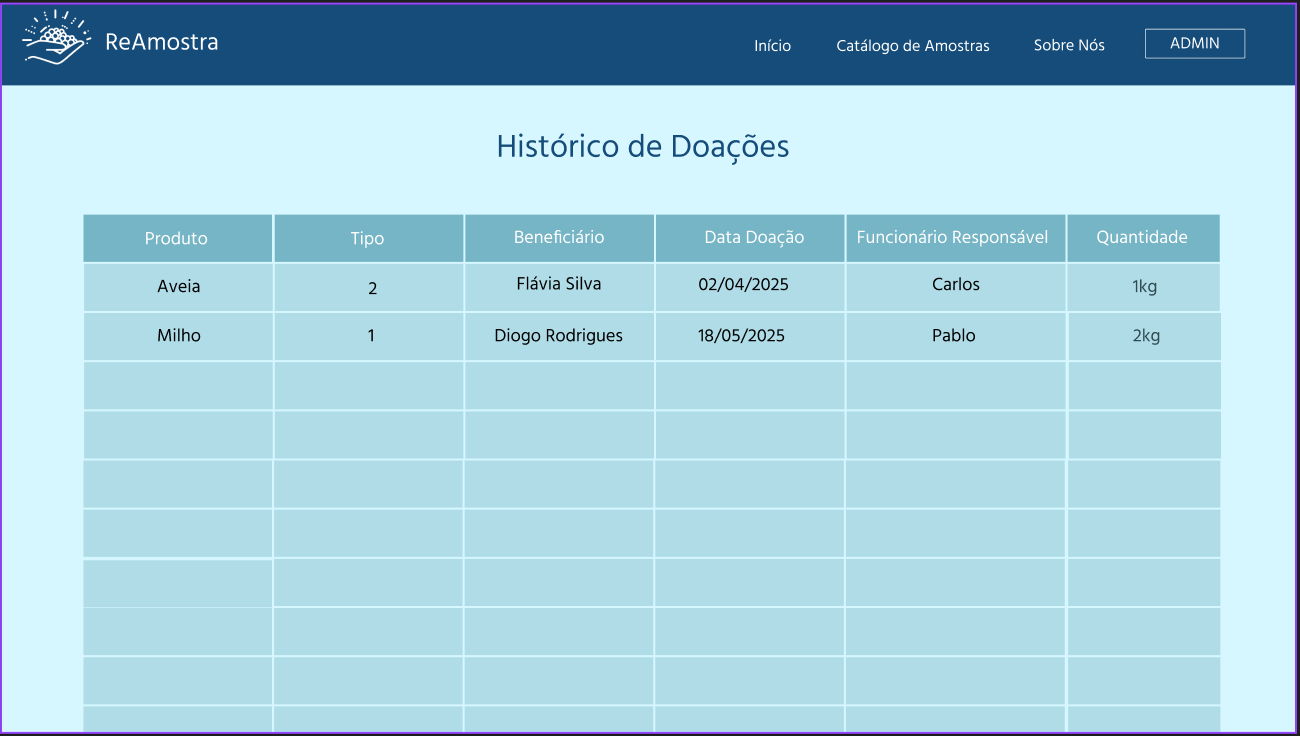 ReAmostra
Início Catálogo de Amostras Sobre Nós ADMIN
Histórico de Doações
Produto Tipo Beneficiário Data Doação Funcionário Responsável Quantidade
Aveia 2 Flávia Silva 02/04/2025 Carlos 1kg
Milho 1 Diogo Rodrigues 18/05/2025 Pablo 2kg